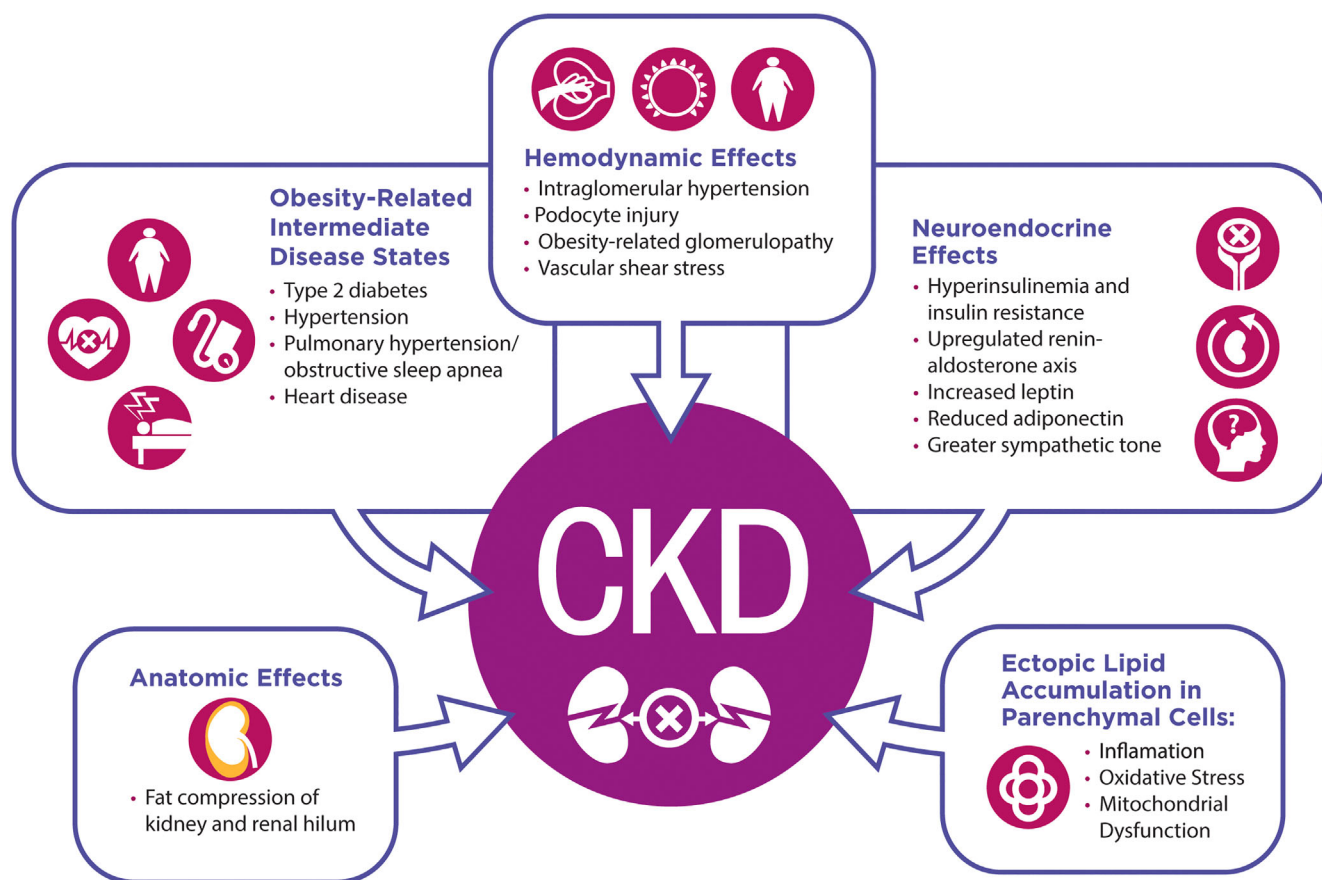 Hemodynamic Effects
• Intraglomerular hypertension
• Podocyte injury
• Obesity-related glomerulopathy
• Vascular shear stress
Obesity-Related
Intermediate
Disease States
• Type 2 diabetes
• Hypertension
• Pulmonary hypertension/
obstructive sleep apnea
• Heart disease
Neuroendocrine
Effects
• Hyperinsulinemia and
insulin resistance
• Upregulated renin-
aldosterone axis
• Increased leptin
• Reduced adiponectin
• Greater sympathetic tone
?
CKD
Anatomic Effects
• Fat compression of
kidney and renal hilum
Ectopic Lipid
Accumulation in
Parenchymal Cells:
• Inflamation
• Oxidative Stress
• Mitochondrial
Dysfunction